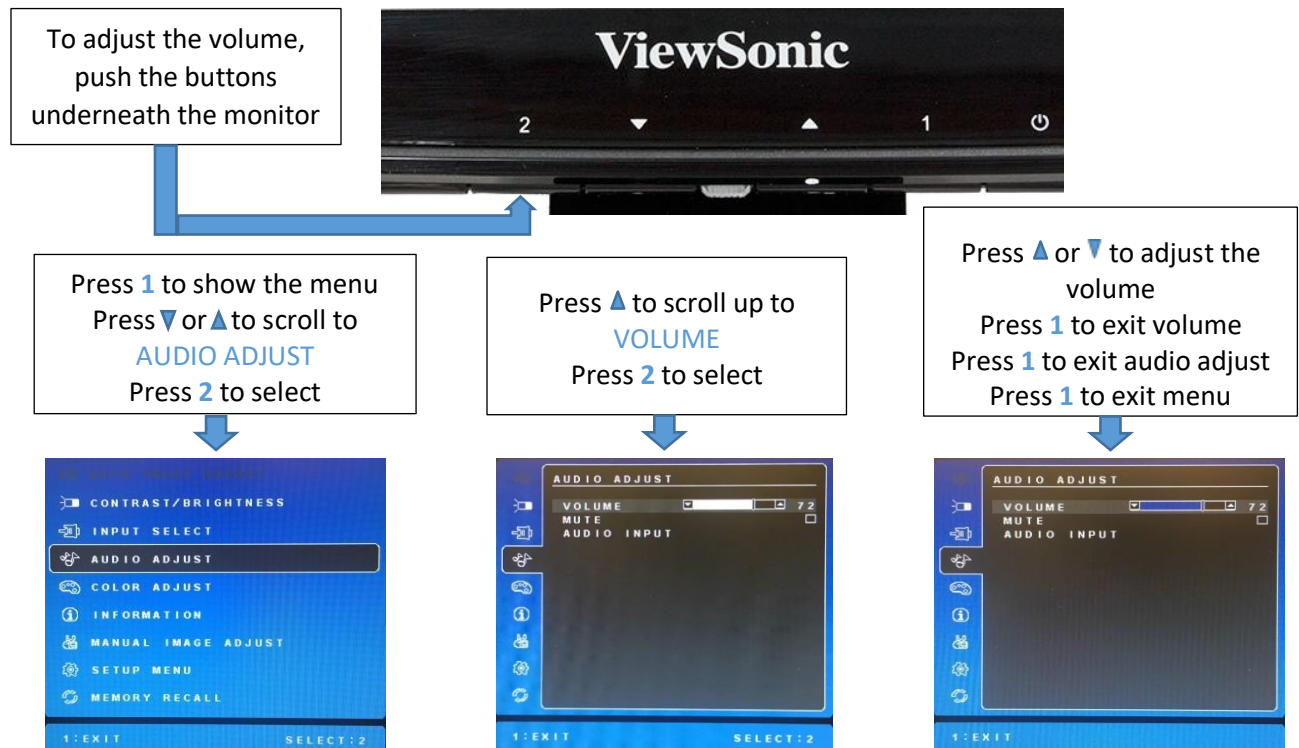 To adjust the volume,
push the buttons
underneath the monitor
ViewSonic
2 ▼ ▲ 1 ⏻
Press 1 to show the menu
Press ▼ or ▲ to scroll to
AUDIO ADJUST
Press 2 to select
Press ▲ to scroll up to
VOLUME
Press 2 to select
Press ▲ or ▼ to adjust the
volume
Press 1 to exit volume
Press 1 to exit audio adjust
Press 1 to exit menu
CONTRAST/BRIGHTNESS
INPUT SELECT
AUDIO ADJUST
COLOR ADJUST
INFORMATION
MANUAL IMAGE ADJUST
SETUP MENU
MEMORY RECALL
1:EXIT SELECT:2
AUDIO ADJUST
VOLUME 72
MUTE
AUDIO INPUT
1:EXIT SELECT:2
AUDIO ADJUST
VOLUME 72
MUTE
AUDIO INPUT
1:EXIT